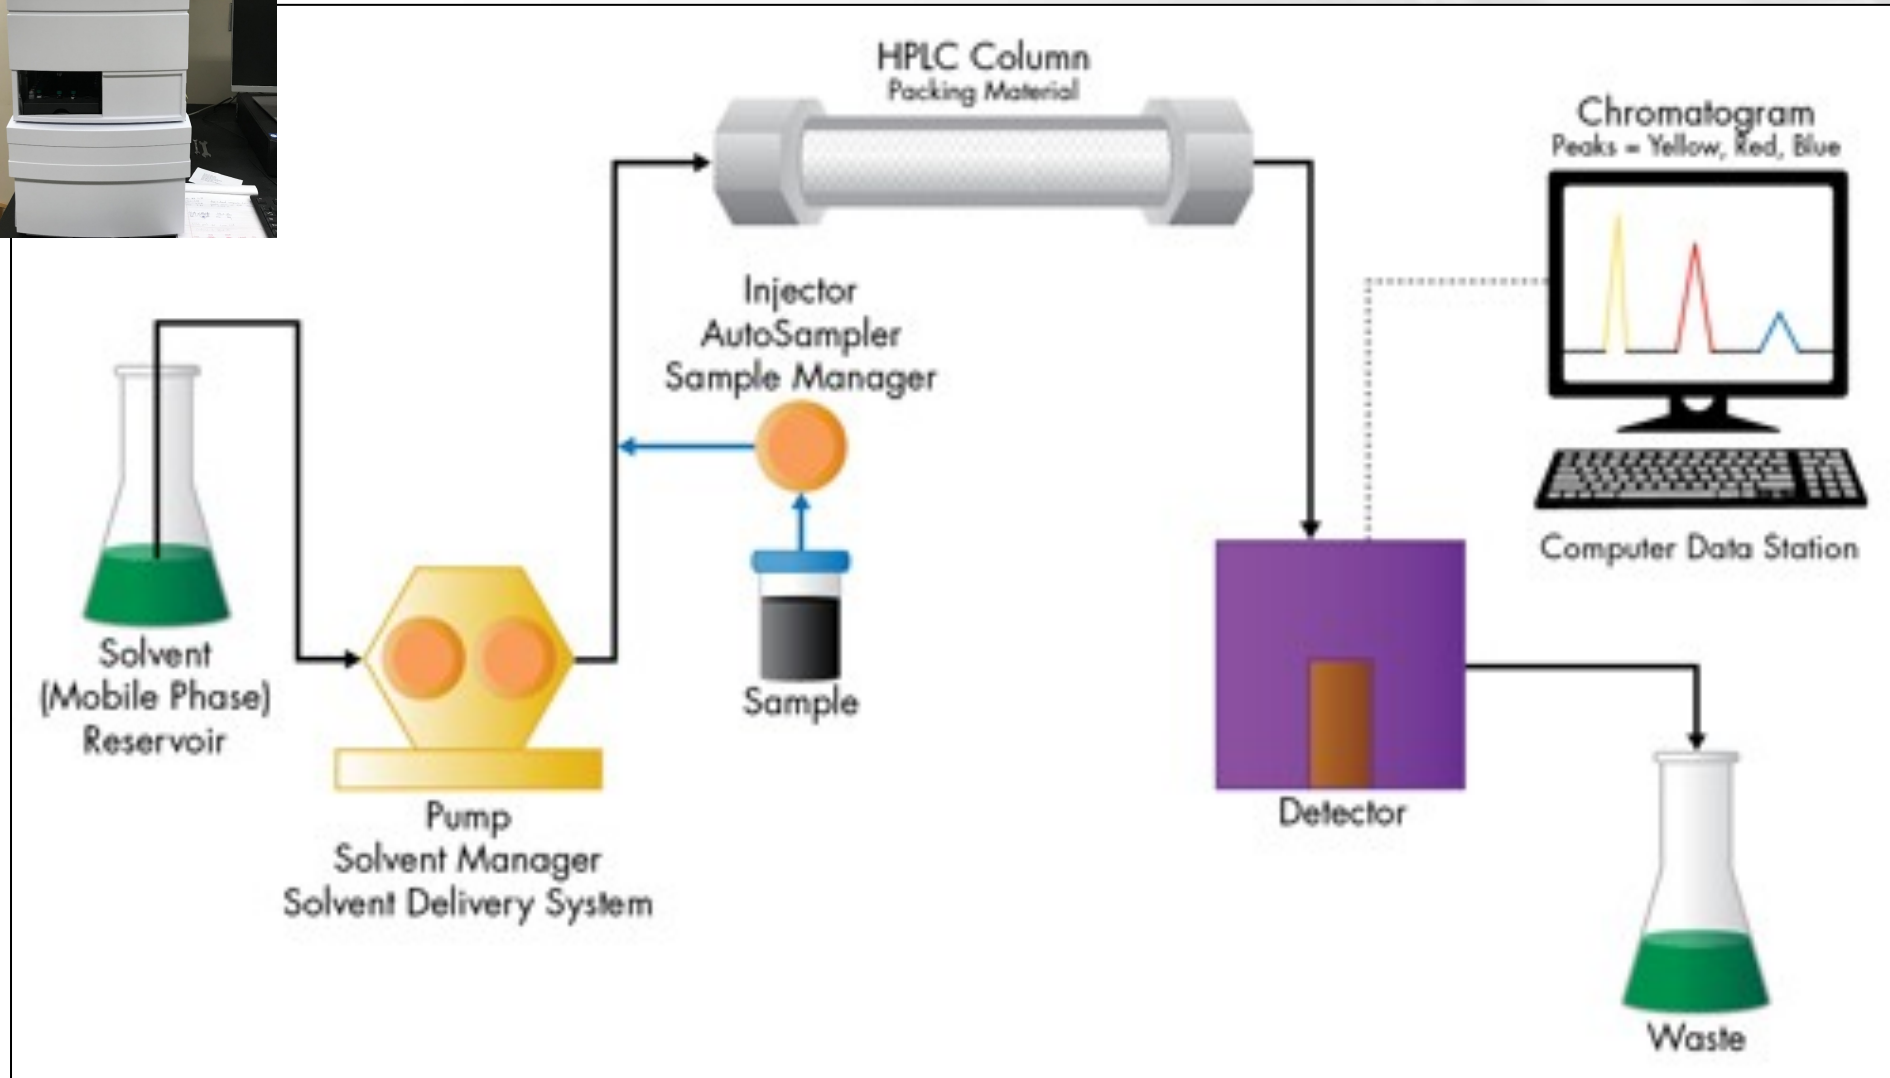 HPLC Column
Packing Material
Chromatogram
Peaks = Yellow, Red, Blue
Injector
AutoSampler
Sample Manager
Computer Data Station
Solvent
(Mobile Phase)
Reservoir
Sample
Pump
Solvent Manager
Solvent Delivery System
Detector
Waste